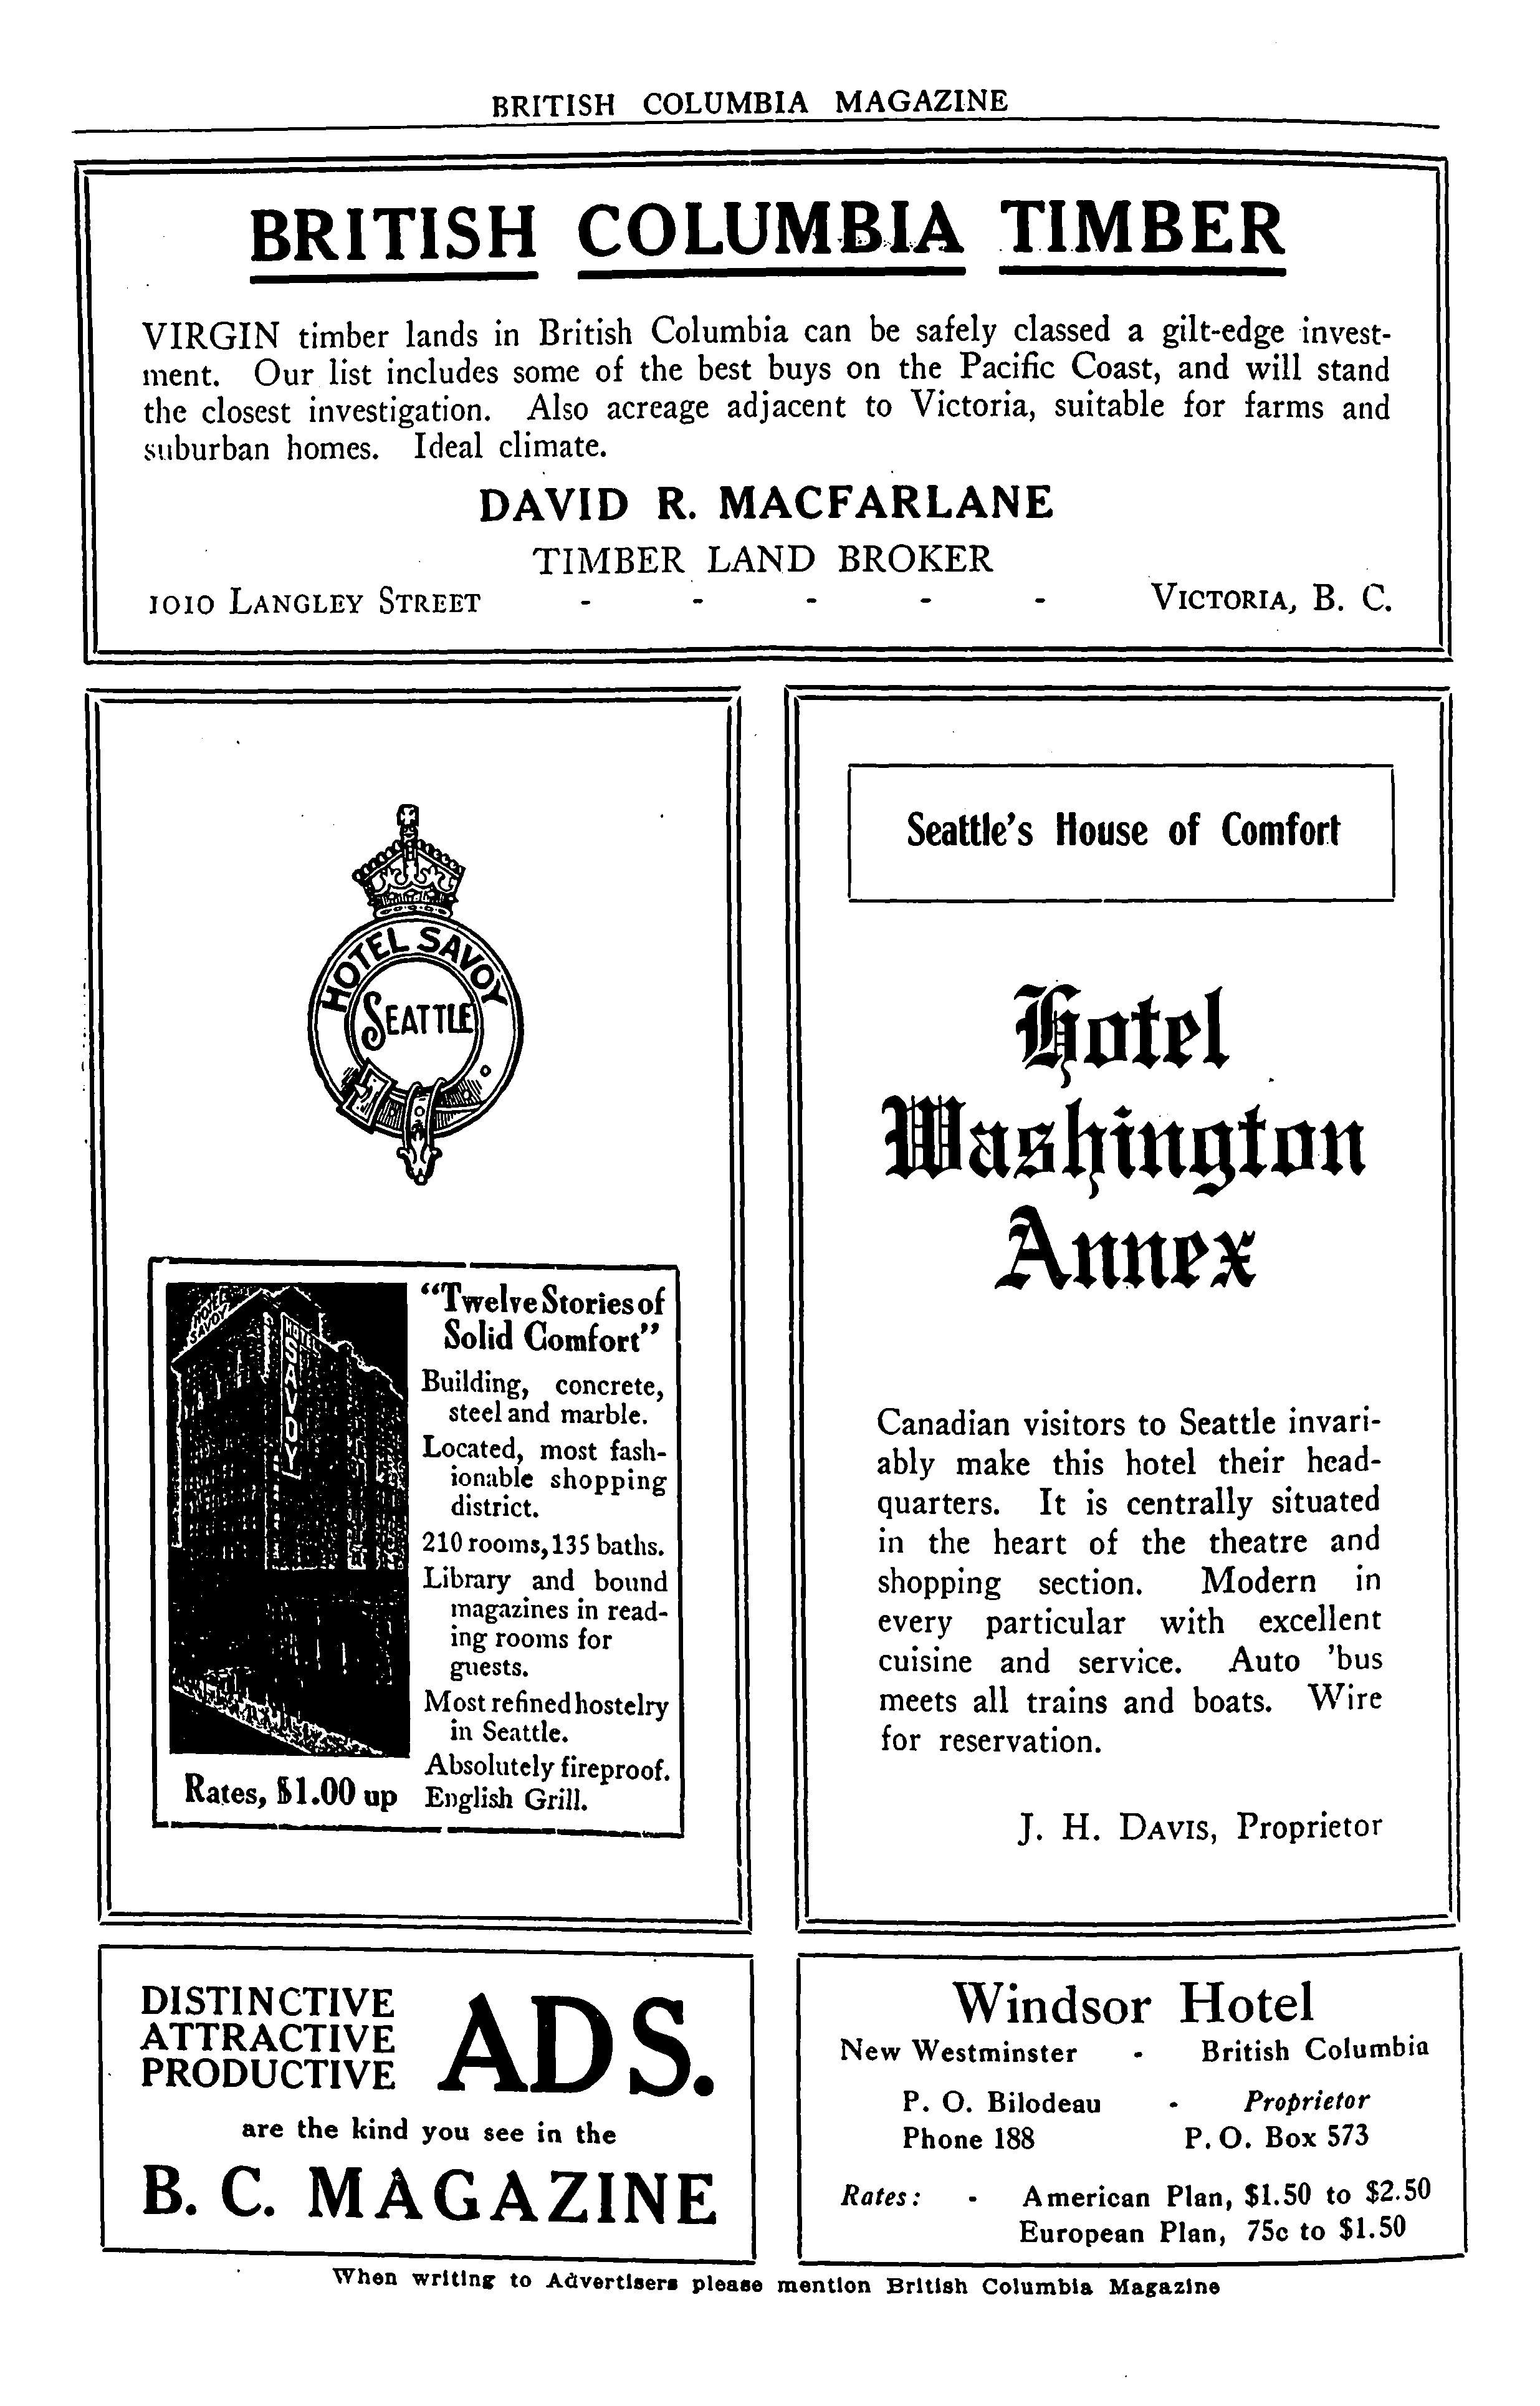 BRITISH COLUMBIA MAGAZINE
BRITISH COLUMBIA TIMBER
VIRGIN timber lands in British Columbia can be safely classed a gilt-edge invest-
ment. Our list includes some of the best buys on the Pacific Coast, and will stand
the closest investigation. Also acreage adjacent to Victoria, suitable for farms and
suburban homes. Ideal climate.
DAVID R. MACFARLANE
TIMBER LAND BROKER
1010 LANGLEY STREET - - - - - VICTORIA, B. C.
HOTEL SAVOY
SEATTLE
HOTEL
SAVOY
HOTEL
SAVOY
"Twelve Stories of
Solid Comfort"
Building, concrete,
steel and marble.
Located, most fash-
ionable shopping
district.
210 rooms, 135 baths.
Library and bound
magazines in read-
ing rooms for
guests.
Most refined hostelry
in Seattle.
Absolutely fireproof.
English Grill.
Rates, $1.00 up
Seattle's House of Comfort
Hotel
Washington
Annex
Canadian visitors to Seattle invari-
ably make this hotel their head-
quarters. It is centrally situated
in the heart of the theatre and
shopping section. Modern in
every particular with excellent
cuisine and service. Auto 'bus
meets all trains and boats. Wire
for reservation.
J. H. DAVIS, Proprietor
DISTINCTIVE
ATTRACTIVE
PRODUCTIVE
ADS.
are the kind you see in the
B. C. MAGAZINE
Windsor Hotel
New Westminster - British Columbia
P. O. Bilodeau - Proprietor
Phone 188 P. O. Box 573
Rates: - American Plan, $1.50 to $2.50
European Plan, 75c to $1.50
When writing to Advertisers please mention British Columbia Magazine